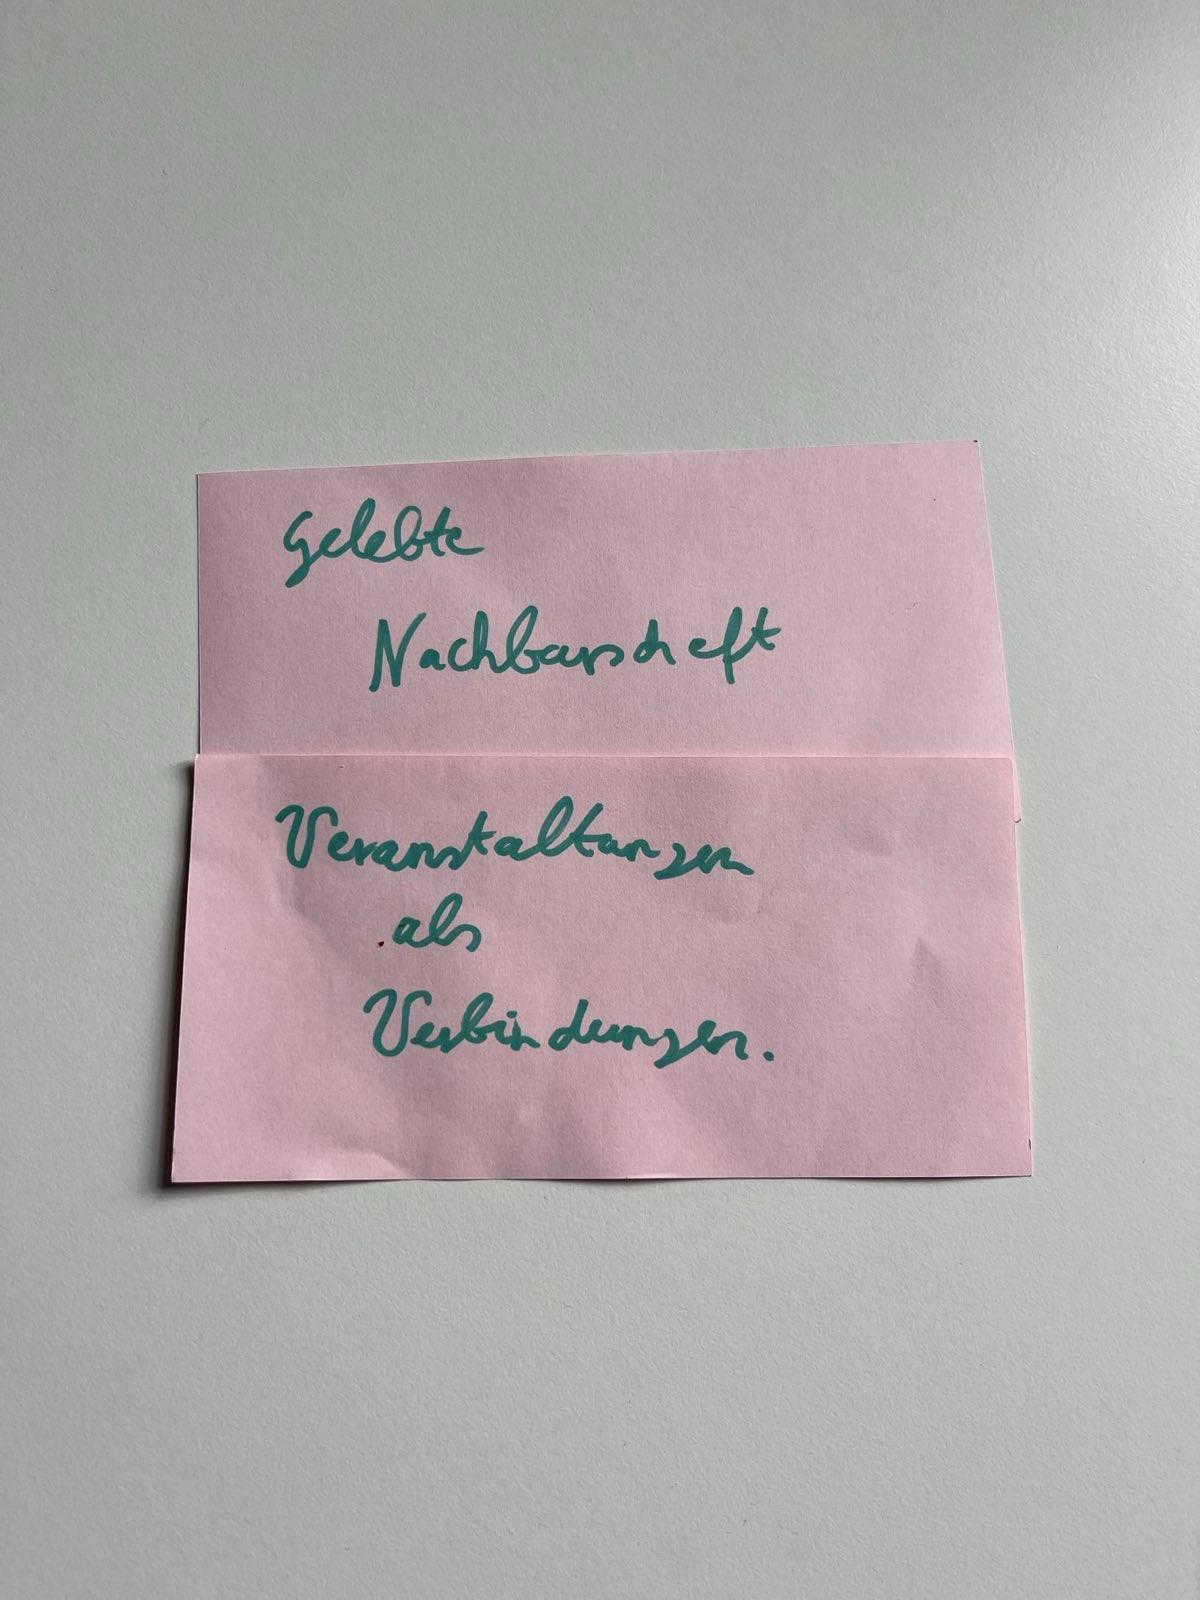 Gelebte
Nachbarschaft
Veranstaltungen
als
Verbindungen.